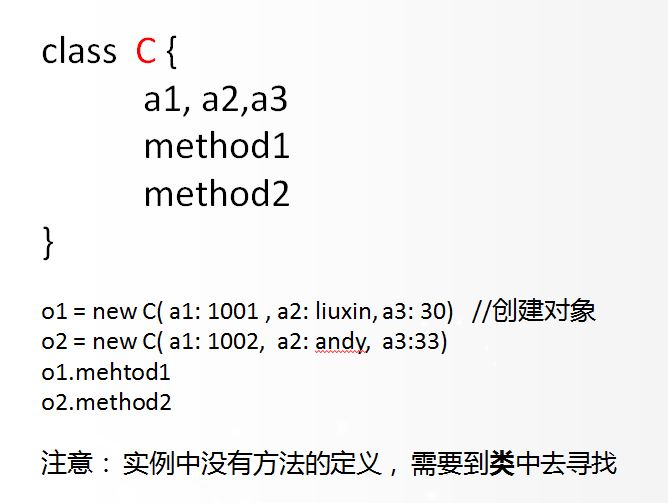 class C {
a1, a2,a3
method1
method2
}
o1 = new C( a1: 1001 , a2: liuxin, a3: 30) //创建对象
o2 = new C( a1: 1002, a2: andy, a3:33)
o1.mehtod1
o2.method2
注意： 实例中没有方法的定义， 需要到类中去寻找